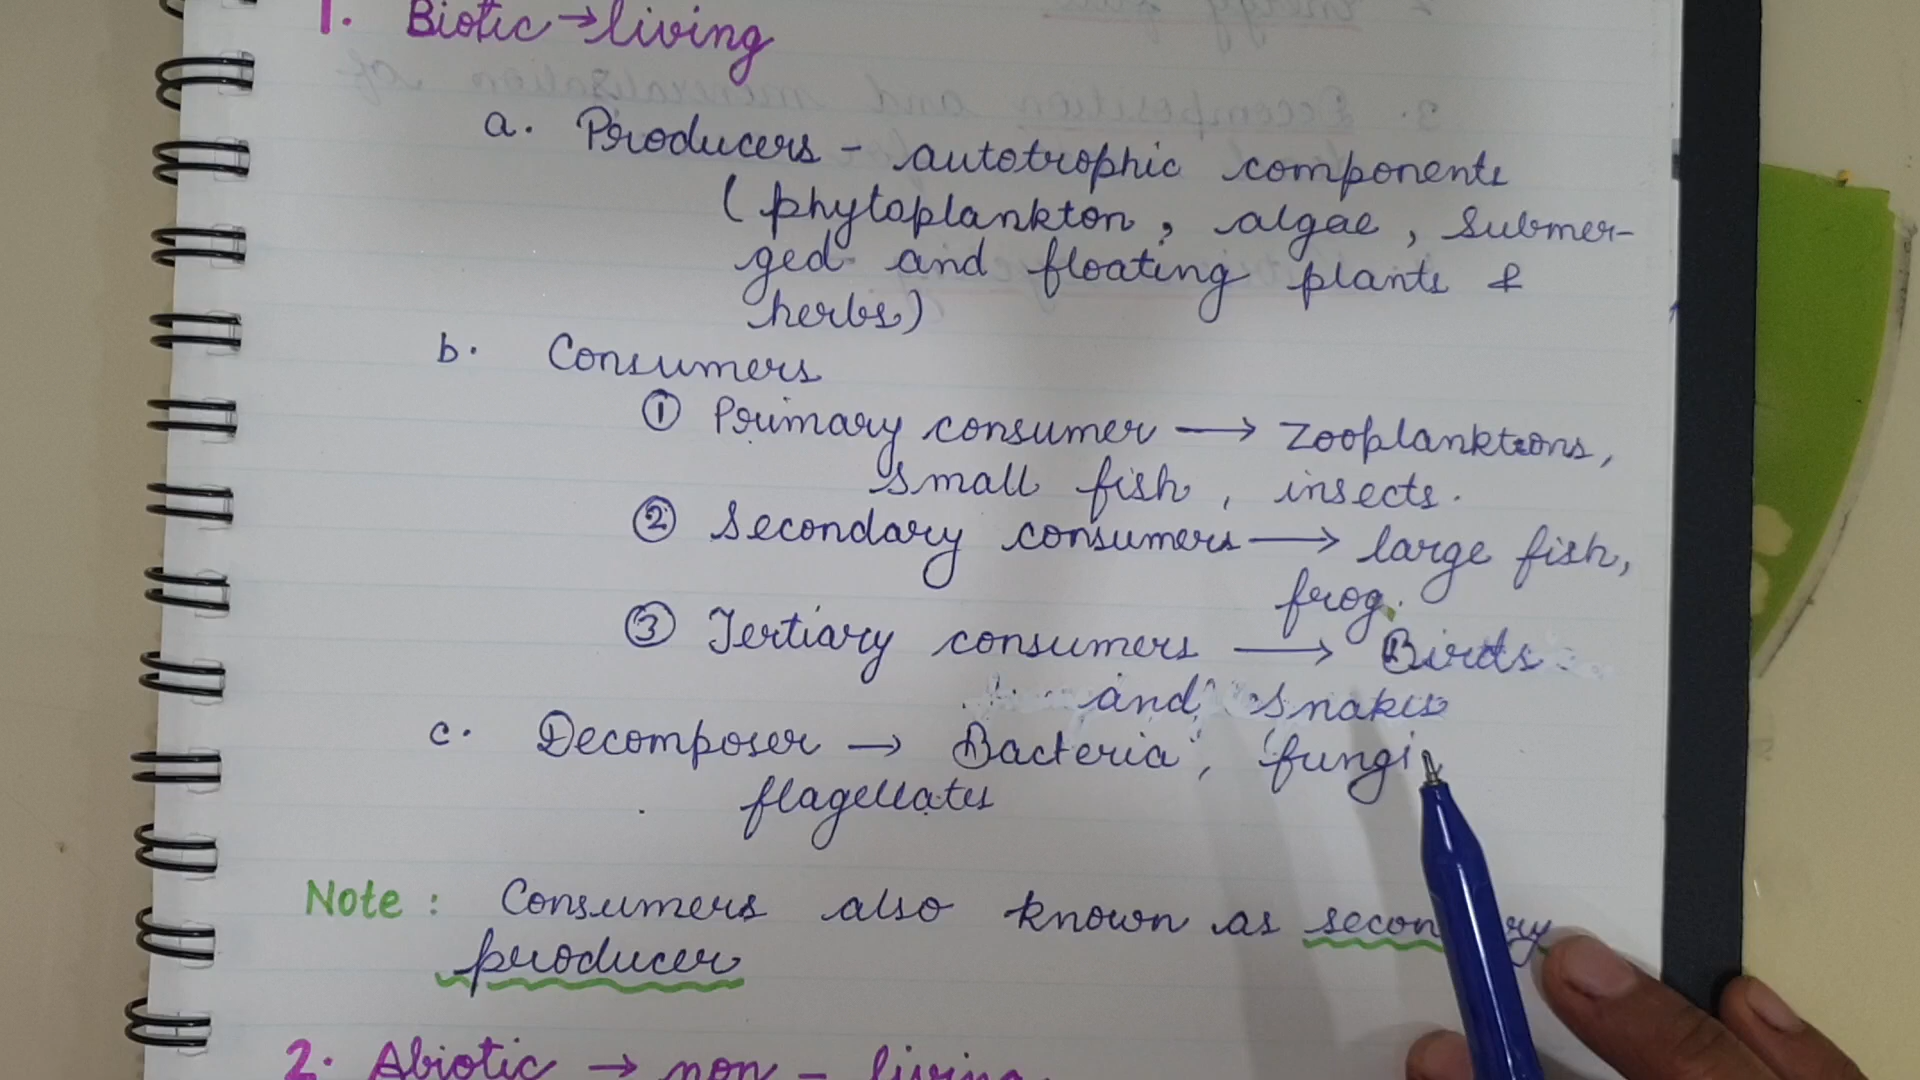 1. Biotic → living
a. Producers - autotrophic components
(phytoplankton, algae, submer-
ged and floating plants &
herbs)
b. Consumers
① Primary consumer → Zooplanktons,
small fish, insects.
② Secondary consumers → large fish,
frog.
③ Tertiary consumers → Birds
and snakes
c. Decomposer → Bacteria, fungi
flagellates
Note : Consumers also known as
producer
2. Abiotic → non - living